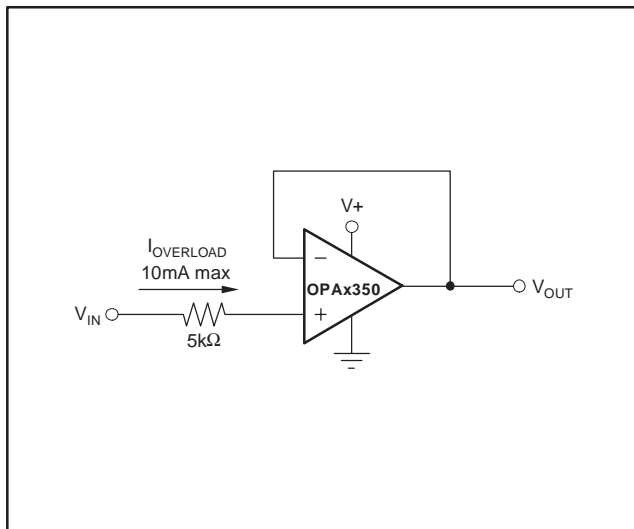 V+
I_OVERLOAD
10mA max
−
OPAx350
V_OUT
V_IN
+
5kΩ